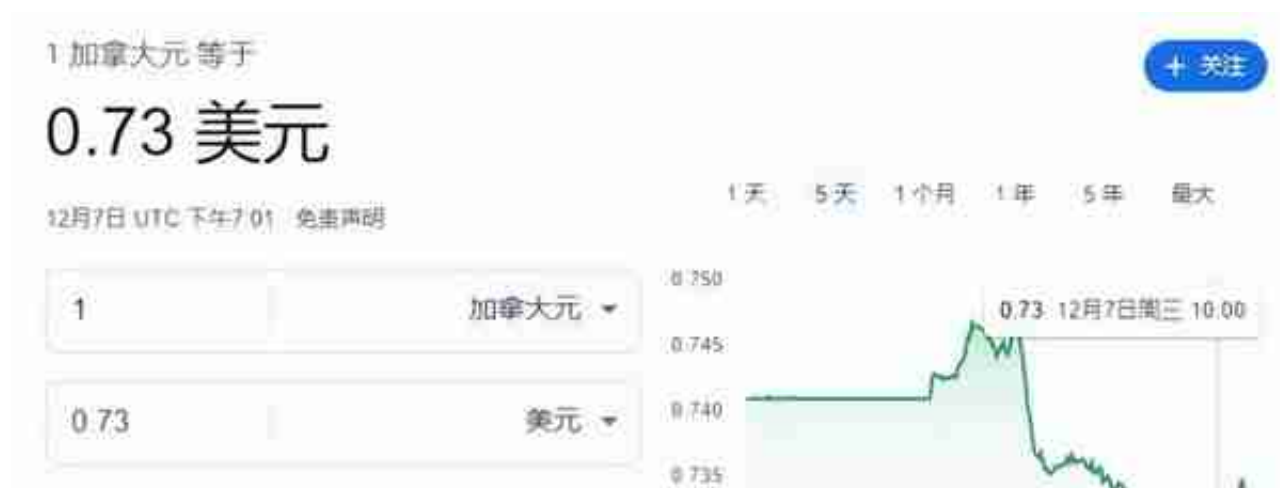 1 加拿大元 等于
+ 关注
0.73 美元
12月7日 UTC 下午7:01 免责声明
1天 5天 1个月 1年 5年 最大
1 加拿大元
0.73 美元
0.750
0.745
0.740
0.735
0.73 12月7日周三 10:00